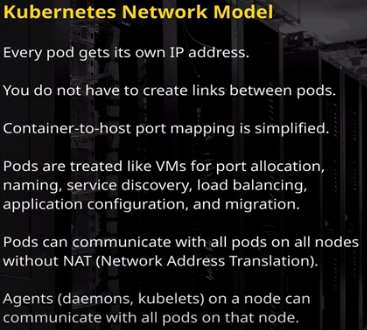 Kubernetes Network Model
Every pod gets its own IP address.
You do not have to create links between pods.
Container-to-host port mapping is simplified.
Pods are treated like VMs for port allocation,
naming, service discovery, load balancing,
application configuration, and migration.
Pods can communicate with all pods on all nodes
without NAT (Network Address Translation).
Agents (daemons, kubelets) on a node can
communicate with all pods on that node.